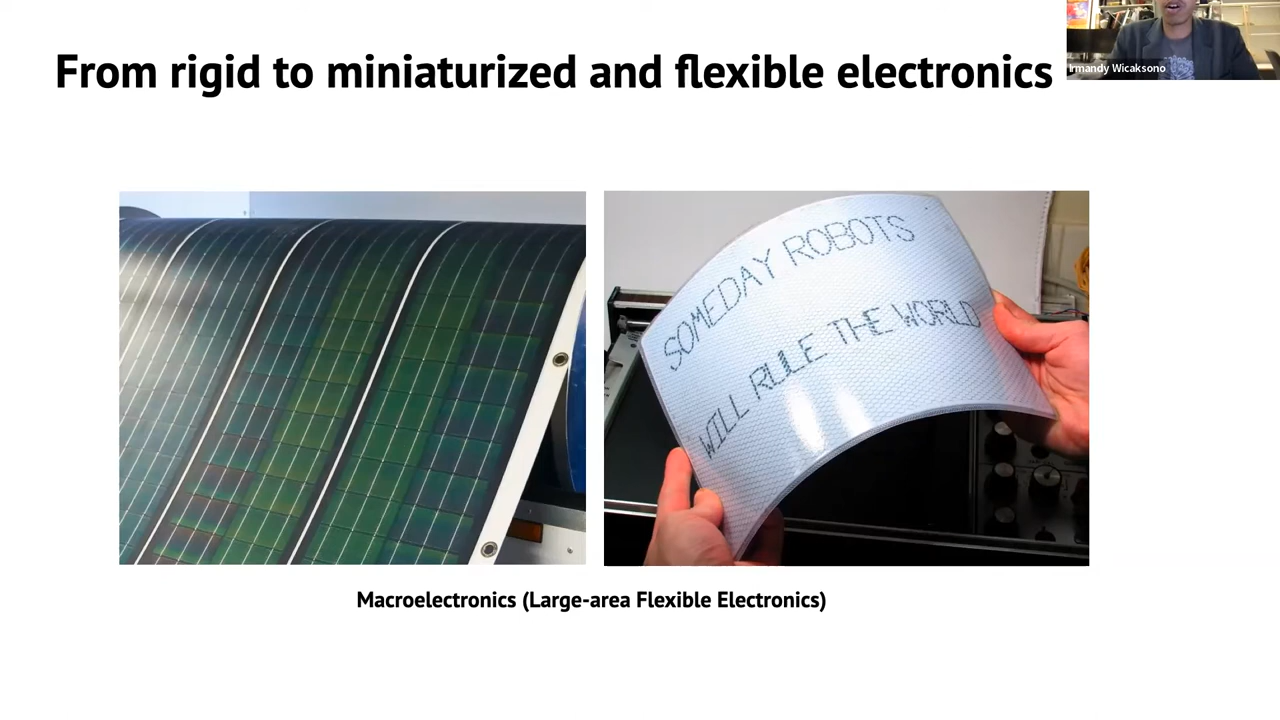 From rigid to miniaturized and flexible electronics
Irmandy Wicaksono
SOMEDAY ROBOTS
WILL RULE THE WORLD
Macroelectronics (Large-area Flexible Electronics)